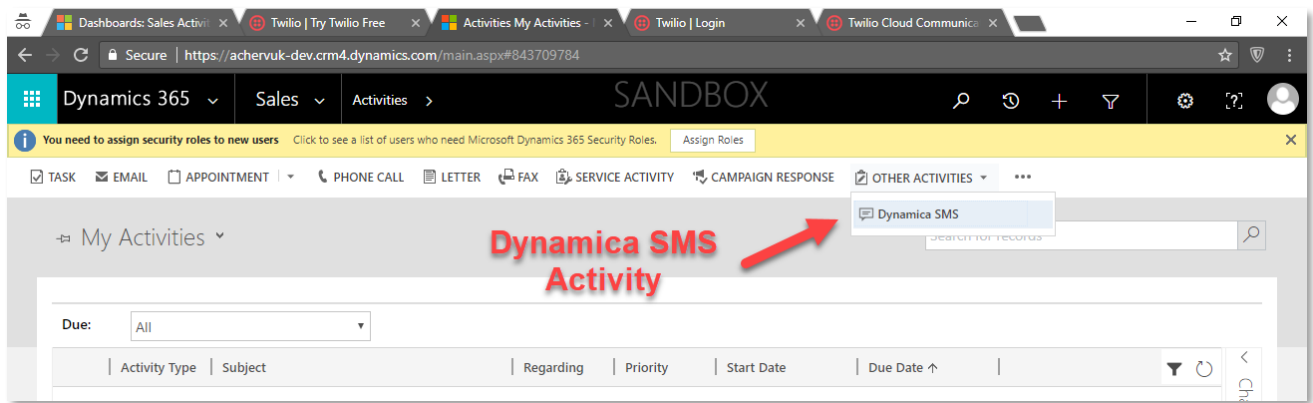 Dashboards: Sales Activit
Twilio | Try Twilio Free
Activities My Activities -
Twilio | Login
Twilio Cloud Communica
Secure | https://achervuk-dev.crm4.dynamics.com/main.aspx#843709784
Dynamics 365 Sales Activities SANDBOX
You need to assign security roles to new users Click to see a list of users who need Microsoft Dynamics 365 Security Roles. Assign Roles
TASK EMAIL APPOINTMENT PHONE CALL LETTER FAX SERVICE ACTIVITY CAMPAIGN RESPONSE OTHER ACTIVITIES
Dynamica SMS
My Activities
Search for records
Dynamica SMS
Activity
Due: All
Activity Type Subject Regarding Priority Start Date Due Date
Cha